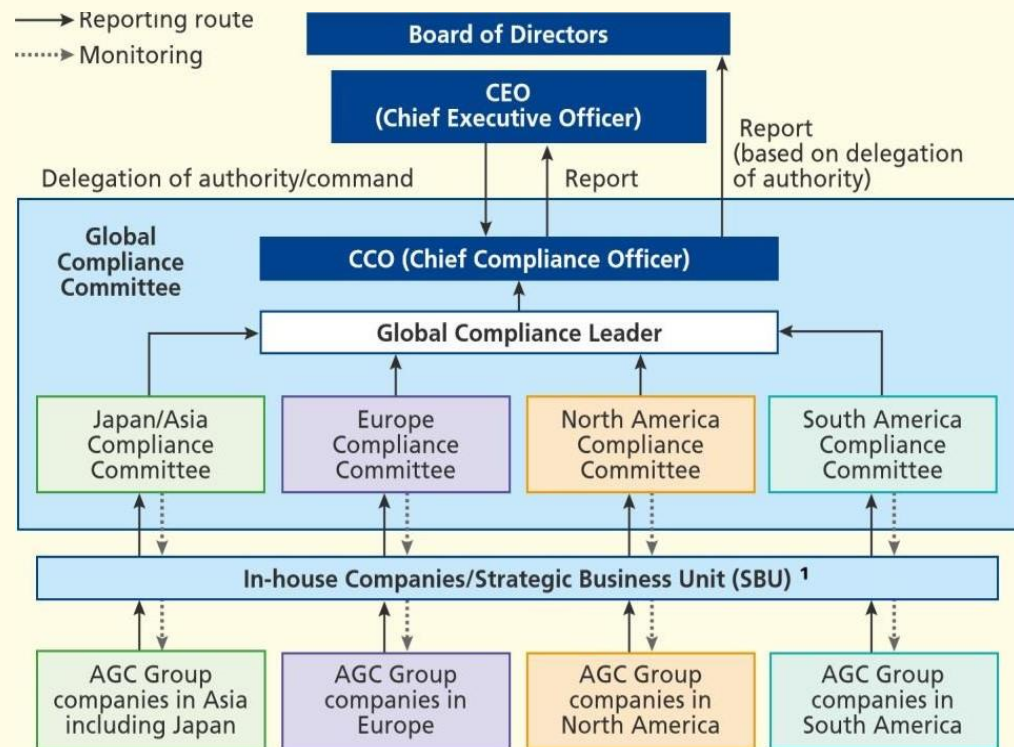 Reporting route
Monitoring
Board of Directors
CEO
(Chief Executive Officer)
Report
(based on delegation
of authority)
Delegation of authority/command
Report
Global
Compliance
Committee
CCO (Chief Compliance Officer)
Global Compliance Leader
Japan/Asia
Compliance
Committee
Europe
Compliance
Committee
North America
Compliance
Committee
South America
Compliance
Committee
In-house Companies/Strategic Business Unit (SBU) 1
AGC Group
companies in Asia
including Japan
AGC Group
companies in
Europe
AGC Group
companies in
North America
AGC Group
companies in
South America